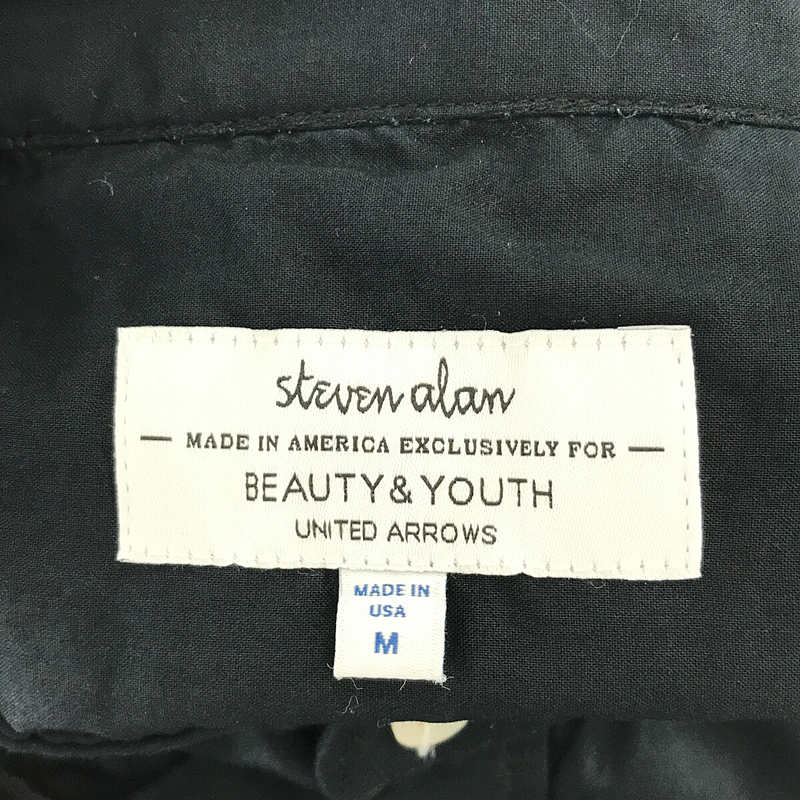 steven alan
— MADE IN AMERICA EXCLUSIVELY FOR —
BEAUTY & YOUTH
UNITED ARROWS
MADE IN
USA
M